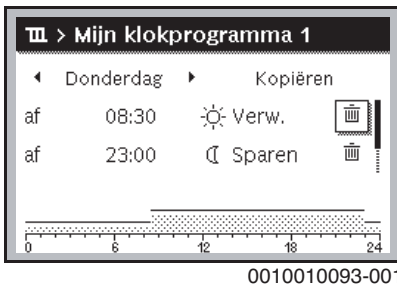 > Mijn klokprogramma 1
Donderdag Kopiëren
af 08:30 Verw.
af 23:00 Sparen
0 6 12 18 24
0010010093-001